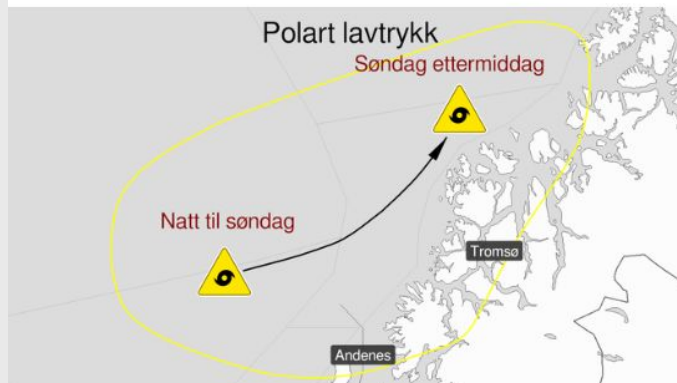 Polart lavtrykk
Søndag ettermiddag
Natt til søndag
Tromsø
Andenes